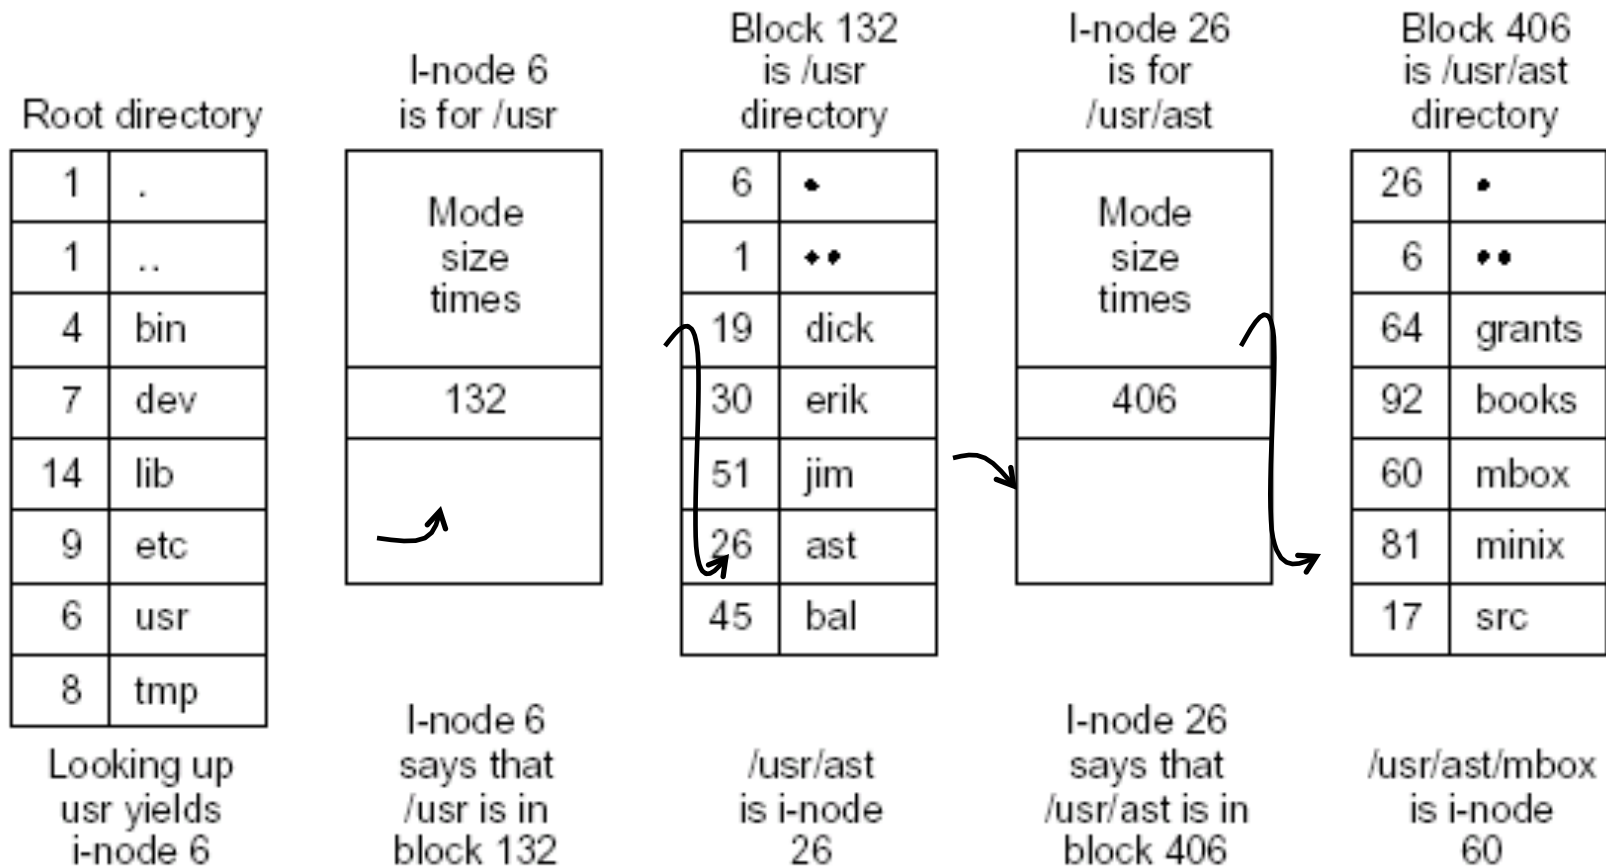 Root directory
1 .
1 ..
4 bin
7 dev
14 lib
9 etc
6 usr
8 tmp
Looking up
usr yields
i-node 6
I-node 6
is for /usr
Mode
size
times
132
I-node 6
says that
/usr is in
block 132
Block 132
is /usr
directory
6 •
1 ••
19 dick
30 erik
51 jim
26 ast
45 bal
/usr/ast
is i-node
26
I-node 26
is for
/usr/ast
Mode
size
times
406
I-node 26
says that
/usr/ast is in
block 406
Block 406
is /usr/ast
directory
26 •
6 ••
64 grants
92 books
60 mbox
81 minix
17 src
/usr/ast/mbox
is i-node
60